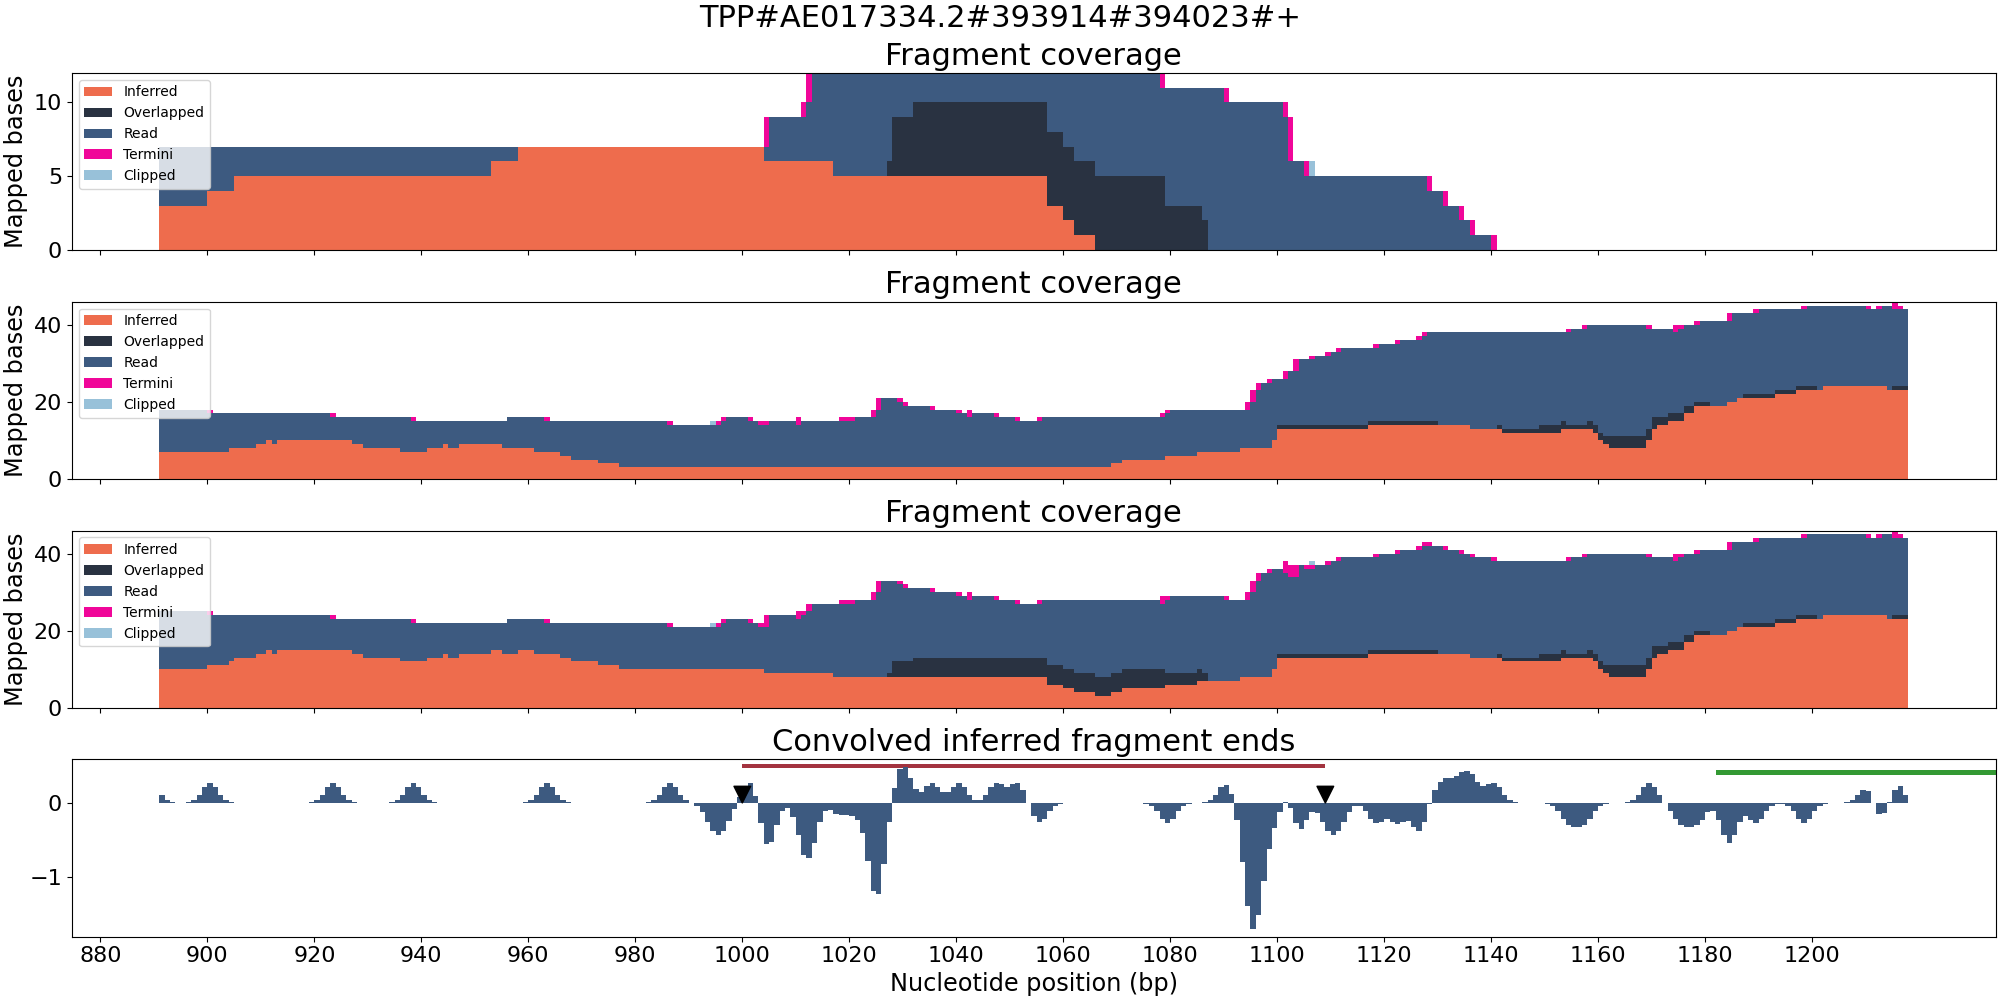 TPP#AE017334.2#393914#394023#+
Fragment coverage
Mapped bases
10
5
0
Inferred
Overlapped
Read
Termini
Clipped
Fragment coverage
Mapped bases
40
20
0
Inferred
Overlapped
Read
Termini
Clipped
Fragment coverage
Mapped bases
40
20
0
Inferred
Overlapped
Read
Termini
Clipped
Convolved inferred fragment ends
0
−1
880 900 920 940 960 980 1000 1020 1040 1060 1080 1100 1120 1140 1160 1180 1200
Nucleotide position (bp)